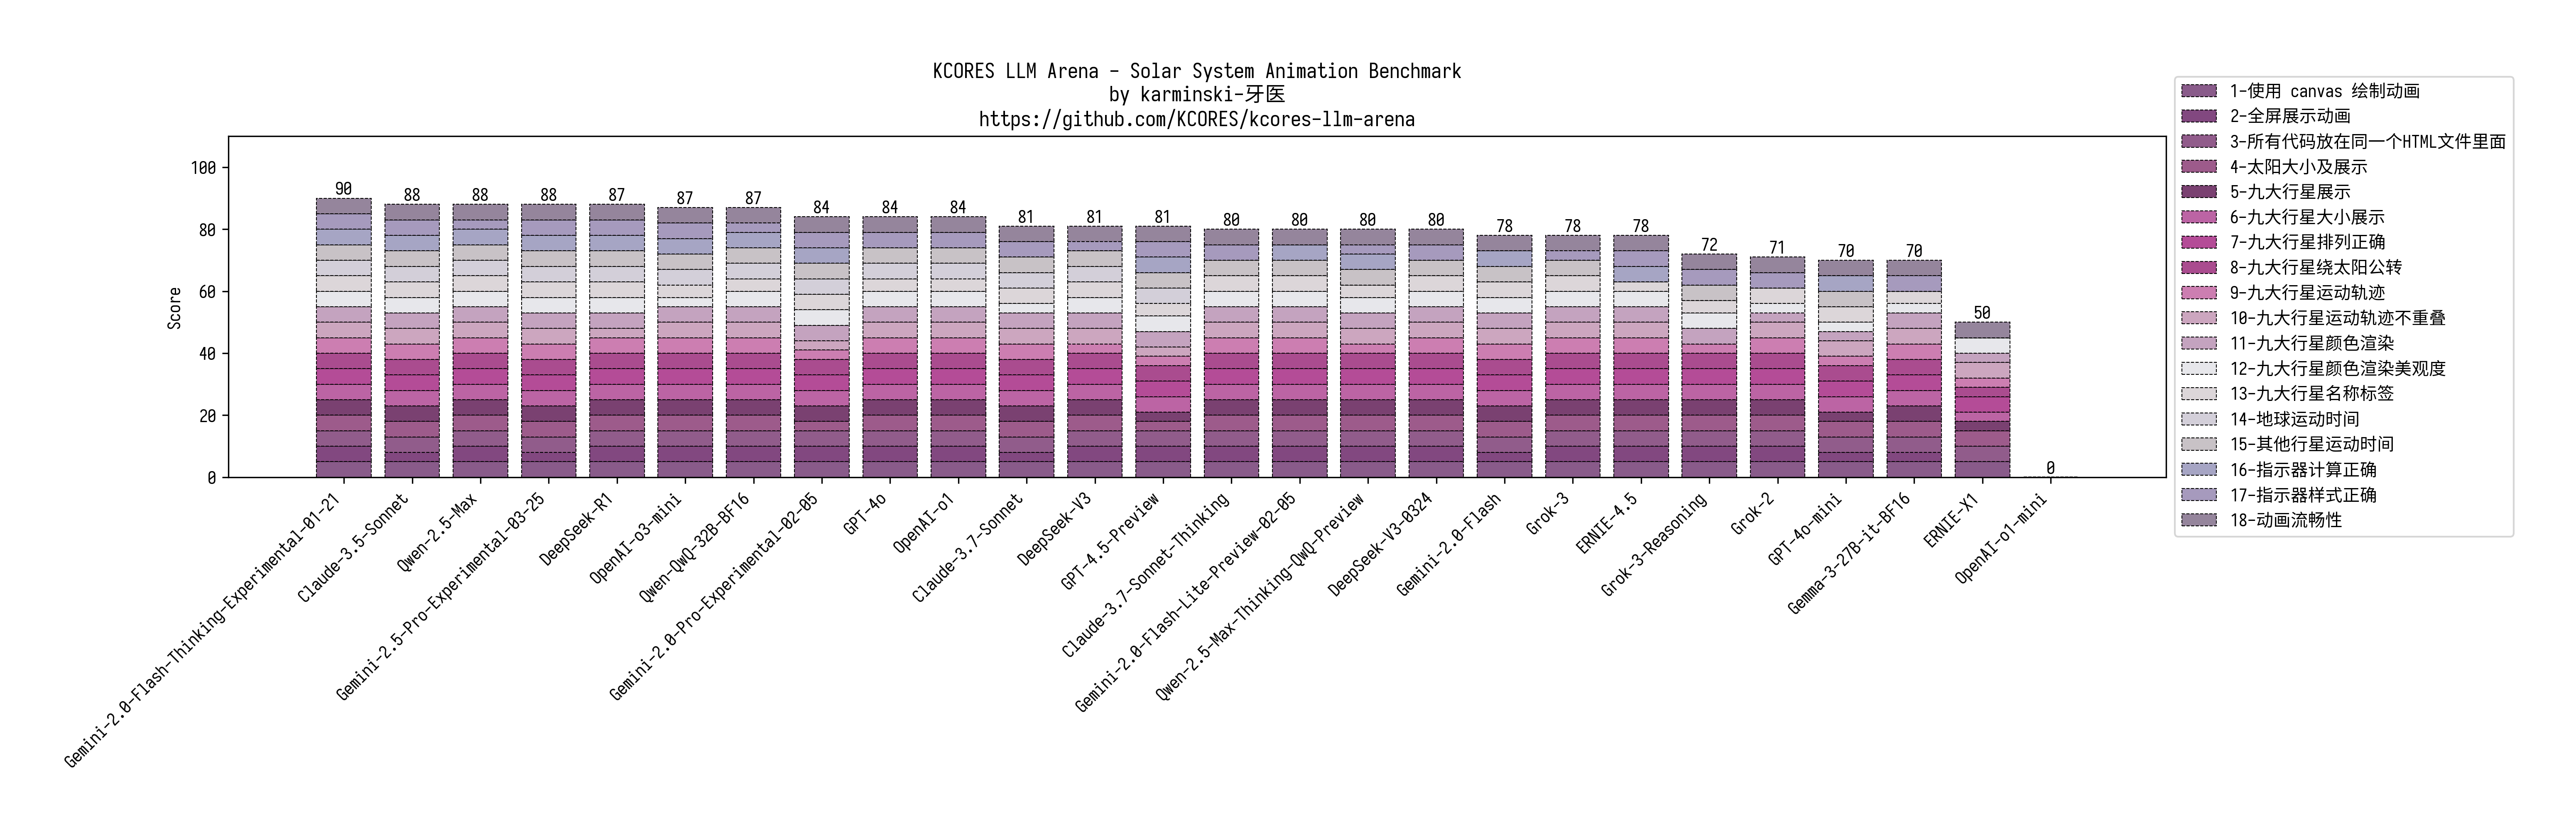 KCORES LLM Arena - Solar System Animation Benchmark
by karminski-牙医
https://github.com/KCORES/kcores-llm-arena
Score
100
80
60
40
20
0
90
88
88
88
87
87
87
84
84
84
81
81
81
80
80
80
80
78
78
78
72
71
70
70
50
0
Gemini-2.0-Flash-Thinking-Experimental-01-21
Claude-3.5-Sonnet
Qwen-2.5-Max
Gemini-2.5-Pro-Experimental-03-25
DeepSeek-R1
OpenAI-o3-mini
Qwen-QwQ-32B-BF16
Gemini-2.0-Pro-Experimental-02-05
GPT-4o
OpenAI-o1
Claude-3.7-Sonnet
DeepSeek-V3
GPT-4.5-Preview
Claude-3.7-Sonnet-Thinking
Gemini-2.0-Flash-Lite-Preview-02-05
Qwen-2.5-Max-Thinking-QwQ-Preview
DeepSeek-V3-0324
Gemini-2.0-Flash
Grok-3
ERNIE-4.5
Grok-3-Reasoning
Grok-2
GPT-4o-mini
Gemma-3-27B-it-BF16
ERNIE-X1
OpenAI-o1-mini
1-使用 canvas 绘制动画
2-全屏展示动画
3-所有代码放在同一个HTML文件里面
4-太阳大小及展示
5-九大行星展示
6-九大行星大小展示
7-九大行星排列正确
8-九大行星绕太阳公转
9-九大行星运动轨迹
10-九大行星运动轨迹不重叠
11-九大行星颜色渲染
12-九大行星颜色渲染美观度
13-九大行星名称标签
14-地球运动时间
15-其他行星运动时间
16-指示器计算正确
17-指示器样式正确
18-动画流畅性